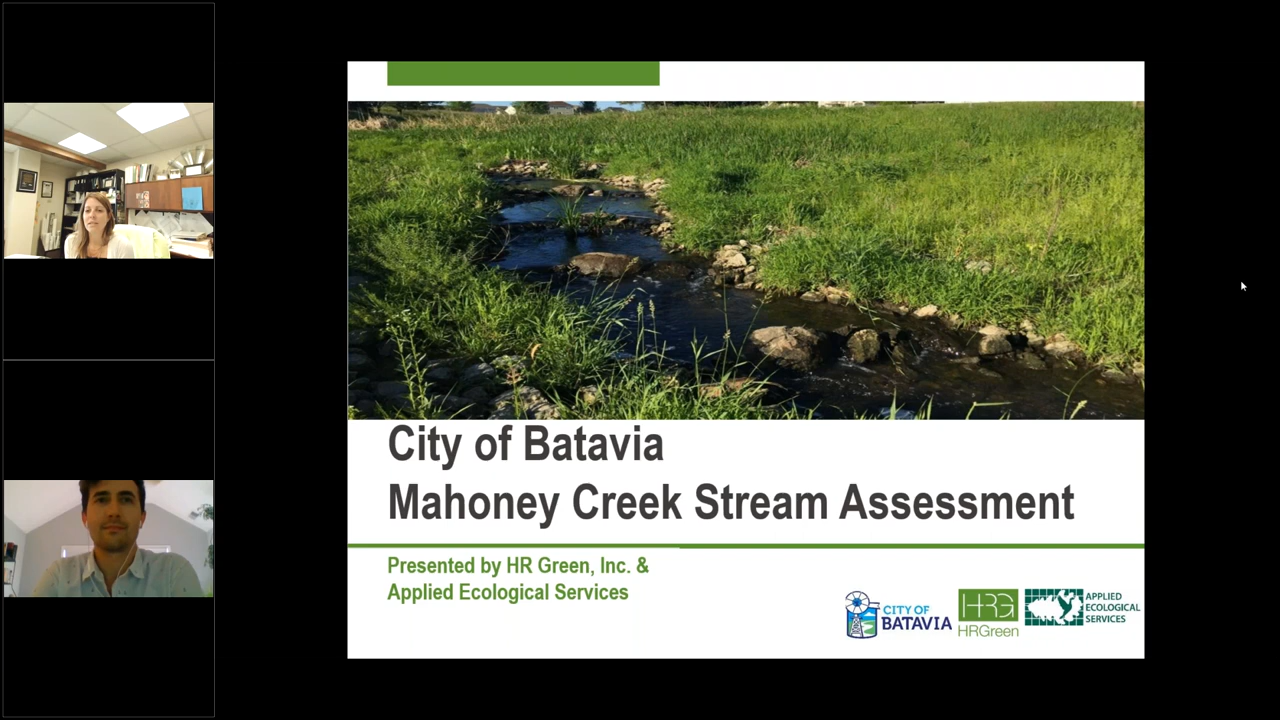 City of Batavia
Mahoney Creek Stream Assessment
Presented by HR Green, Inc. &
Applied Ecological Services
CITY OF
BATAVIA
HRG
HRGreen
APPLIED
ECOLOGICAL
SERVICES